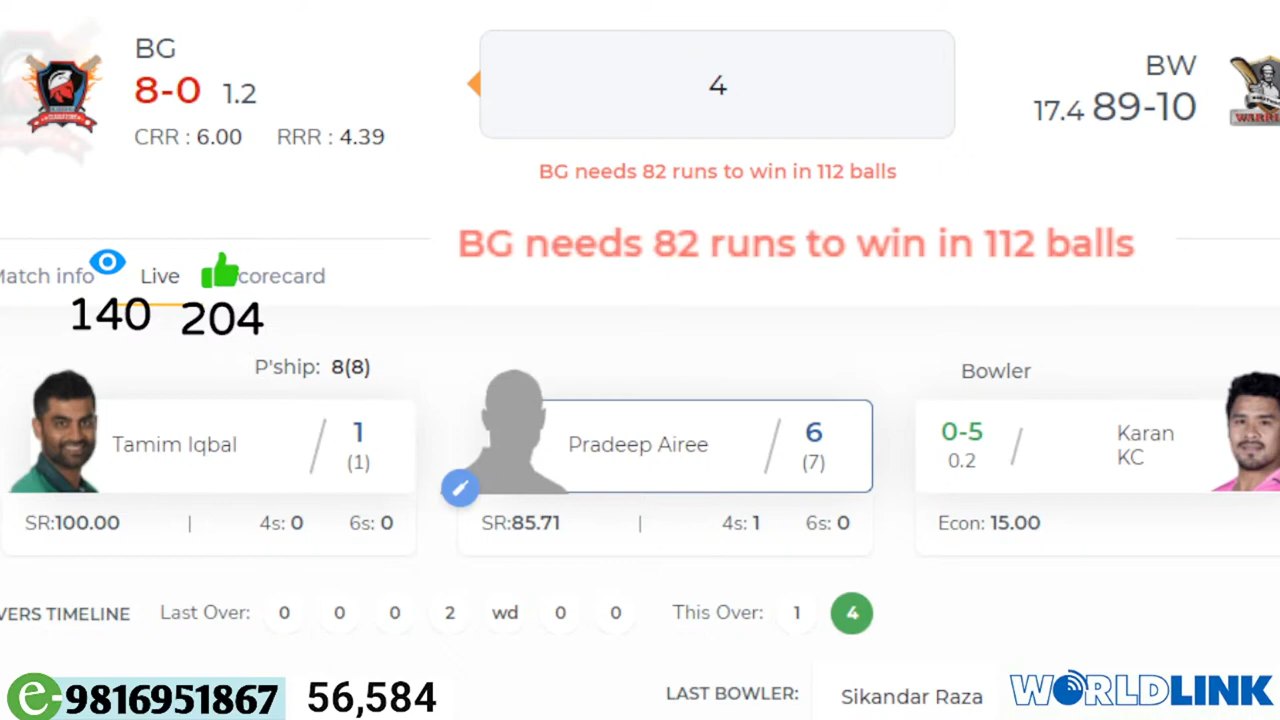 BG
8-0 1.2
CRR : 6.00 RRR : 4.39
4
BW
17.4 89-10
WARRI
BG needs 82 runs to win in 112 balls
BG needs 82 runs to win in 112 balls
Match info Live corecard
140 204
P'ship: 8(8)
Tamim Iqbal 1
(1)
SR:100.00 | 4s: 0 6s: 0
Pradeep Airee 6
(7)
SR:85.71 | 4s: 1 6s: 0
Bowler
0-5
0.2
Karan
KC
Econ: 15.00
VERS TIMELINE Last Over: 0 0 0 2 wd 0 0 This Over: 1 4
e-9816951867 56,584 LAST BOWLER: Sikandar Raza WORLDLINK